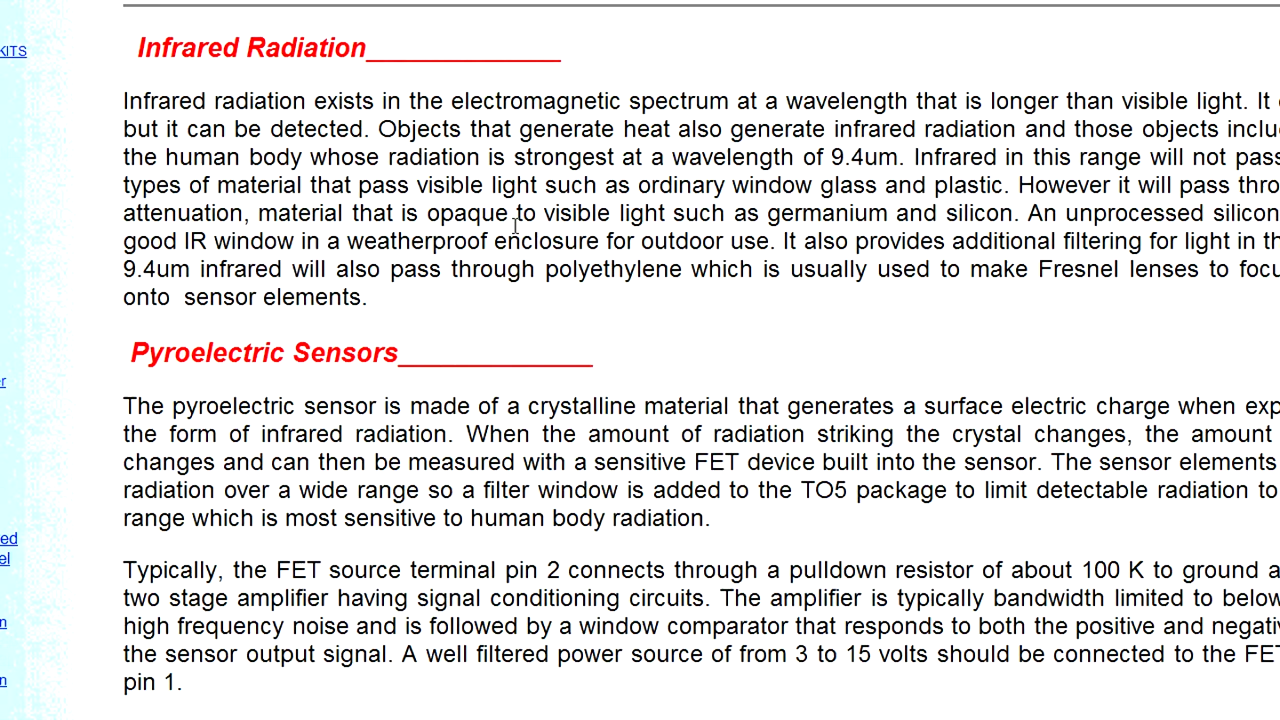 KITS
Infrared Radiation_____________
Infrared radiation exists in the electromagnetic spectrum at a wavelength that is longer than visible light. It
but it can be detected. Objects that generate heat also generate infrared radiation and those objects
the human body whose radiation is strongest at a wavelength of 9.4um. Infrared in this range will not pass
types of material that pass visible light such as ordinary window glass and plastic. However it will pass
attenuation, material that is opaque to visible light such as germanium and silicon. An unprocessed silicon
good IR window in a weatherproof enclosure for outdoor use. It also provides additional filtering for light in
9.4um infrared will also pass through polyethylene which is usually used to make Fresnel lenses to
onto sensor elements.
Pyroelectric Sensors_____________
The pyroelectric sensor is made of a crystalline material that generates a surface electric charge when
the form of infrared radiation. When the amount of radiation striking the crystal changes, the amount
changes and can then be measured with a sensitive FET device built into the sensor. The sensor elements
radiation over a wide range so a filter window is added to the TO5 package to limit detectable radiation to
range which is most sensitive to human body radiation.
Typically, the FET source terminal pin 2 connects through a pulldown resistor of about 100 K to ground
two stage amplifier having signal conditioning circuits. The amplifier is typically bandwidth limited to below
high frequency noise and is followed by a window comparator that responds to both the positive and
the sensor output signal. A well filtered power source of from 3 to 15 volts should be connected to the FET
pin 1.